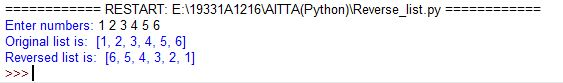 ============ RESTART: E:\19331A1216\AITTA(Python)\Reverse_list.py ============
Enter numbers: 1 2 3 4 5 6
Original list is:  [1, 2, 3, 4, 5, 6]
Reversed list is:  [6, 5, 4, 3, 2, 1]
>>>